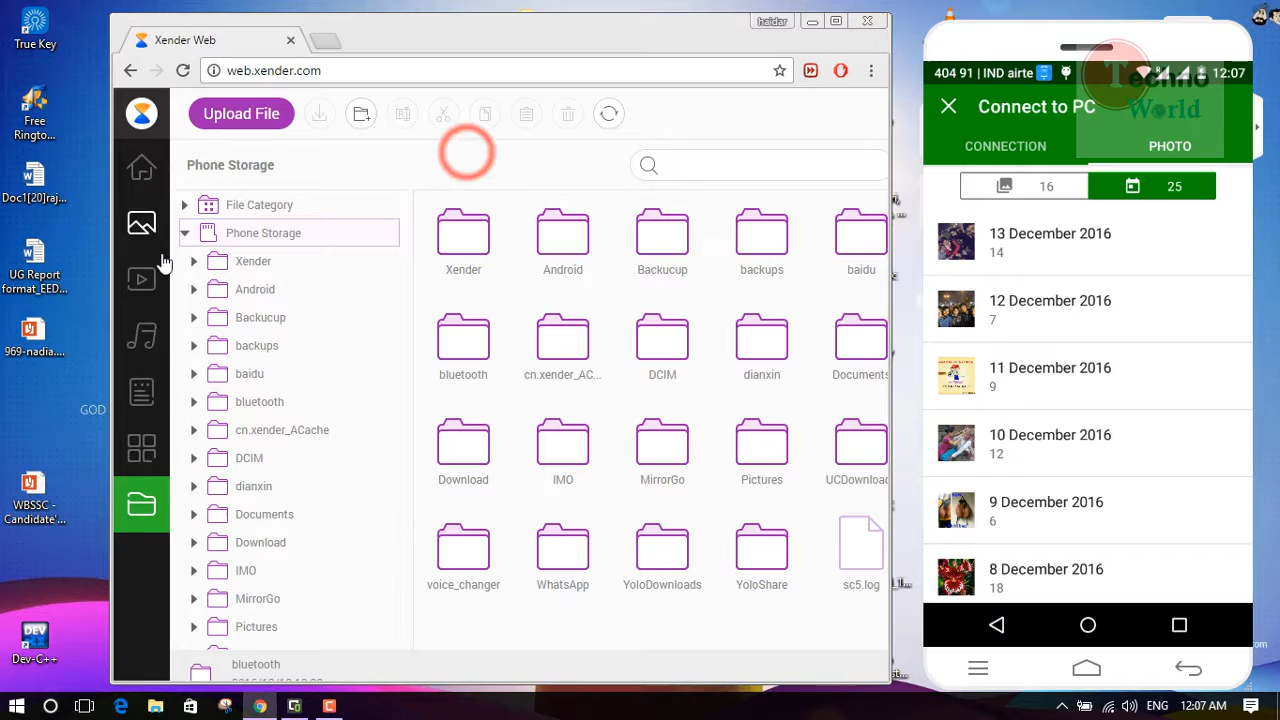 True Key
Free
Ringto...
Doc1[20]raj...
UG Report
format_EED...
969-nadia....
GOD
WBSSC -
Candidate'...
DEV
Dev-C++
haidar
Xender Web
web.xender.com
Upload File
Phone Storage
File Category
Phone Storage
Xender
Android
Backucup
backups
baidu
bluetooth
cn.xender_ACache
DCIM
dianxin
Documents
Download
IMO
MirrorGo
Pictures
Xender
Android
Backucup
backups
baidu
bluetooth
cn.xender_AC...
DCIM
dianxin
Documents
Download
IMO
MirrorGo
Pictures
UCDownload
voice_changer
WhatsApp
YoloDownloads
YoloShare
sc5.log
bluetooth
404 91 | IND airte
12:07
Techno
World
Connect to PC
CONNECTION
PHOTO
16
25
13 December 2016
14
12 December 2016
7
11 December 2016
9
10 December 2016
12
9 December 2016
6
8 December 2016
18
ENG
12:07 AM